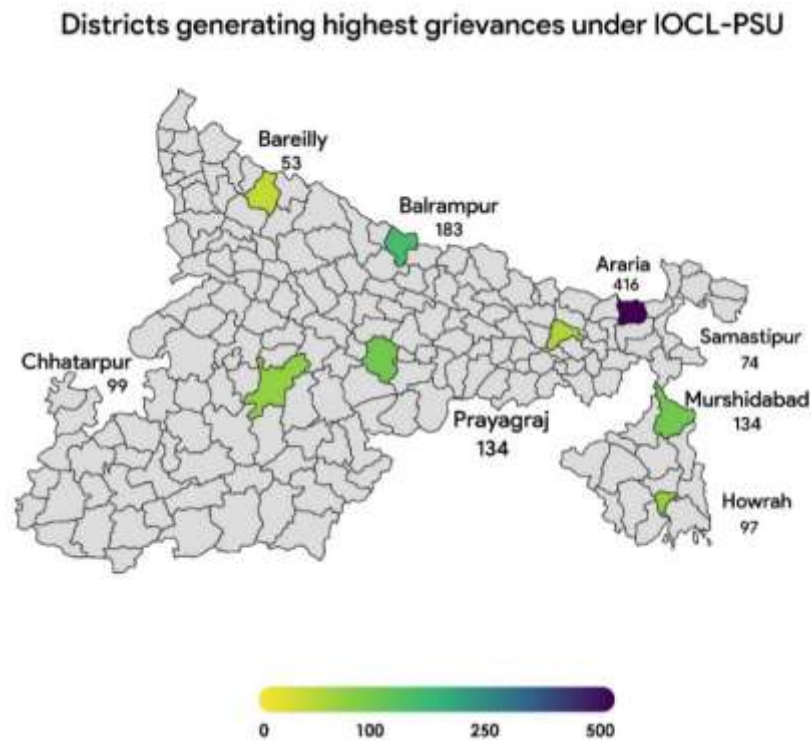 Districts generating highest grievances under IOCL-PSU
Bareilly
53
Balrampur
183
Araria
416
Samastipur
74
Chhatarpur
99
Murshidabad
134
Prayagraj
134
Howrah
97
0 100 250 500